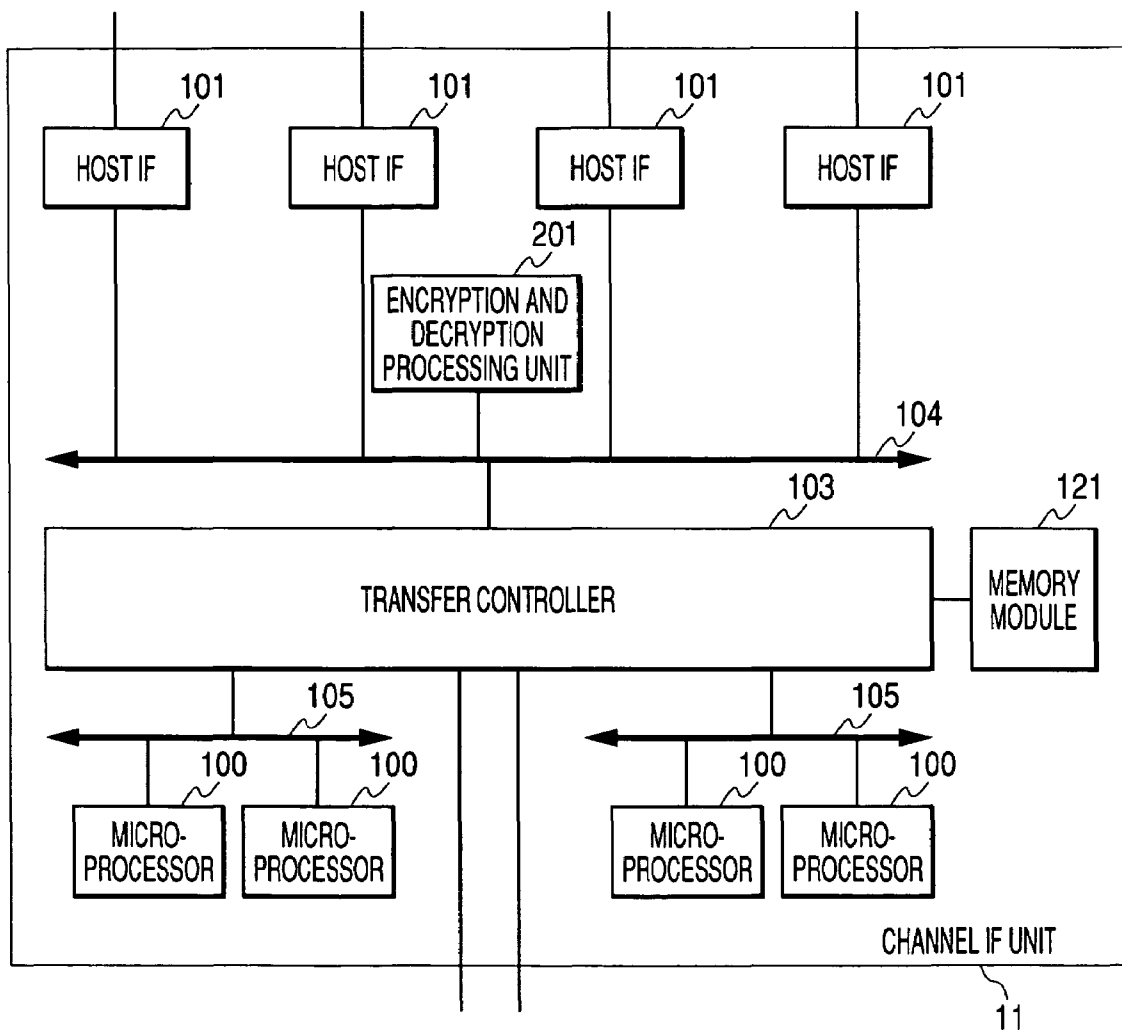 101 101 101 101
HOST IF HOST IF HOST IF HOST IF
201
ENCRYPTION AND
DECRYPTION
PROCESSING UNIT
104
103
121
TRANSFER CONTROLLER
MEMORY
MODULE
105 105
100 100 100 100
MICRO-
PROCESSOR
MICRO-
PROCESSOR
MICRO-
PROCESSOR
MICRO-
PROCESSOR
CHANNEL IF UNIT
11